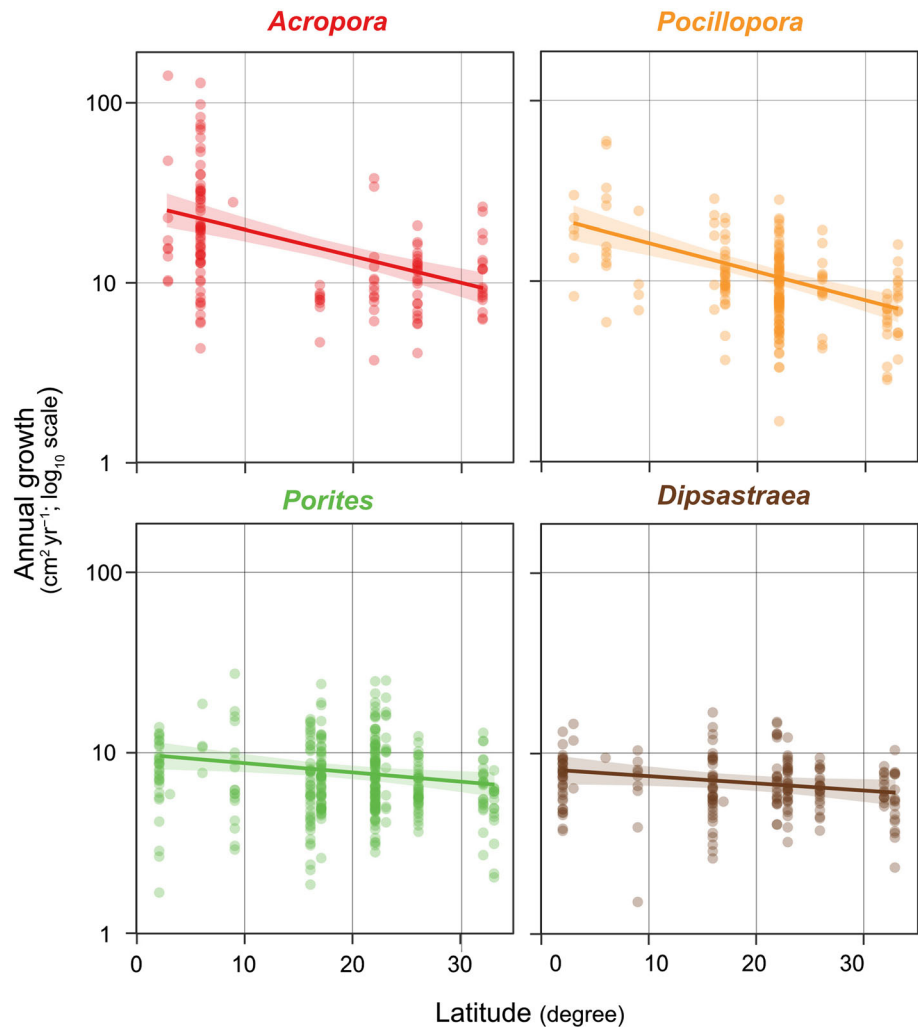 Acropora
Pocillopora
100
10
1
Porites
Dipsastraea
Annual growth
(cm² yr⁻¹; log₁₀ scale)
100
10
1
0 10 20 30
0 10 20 30
Latitude (degree)